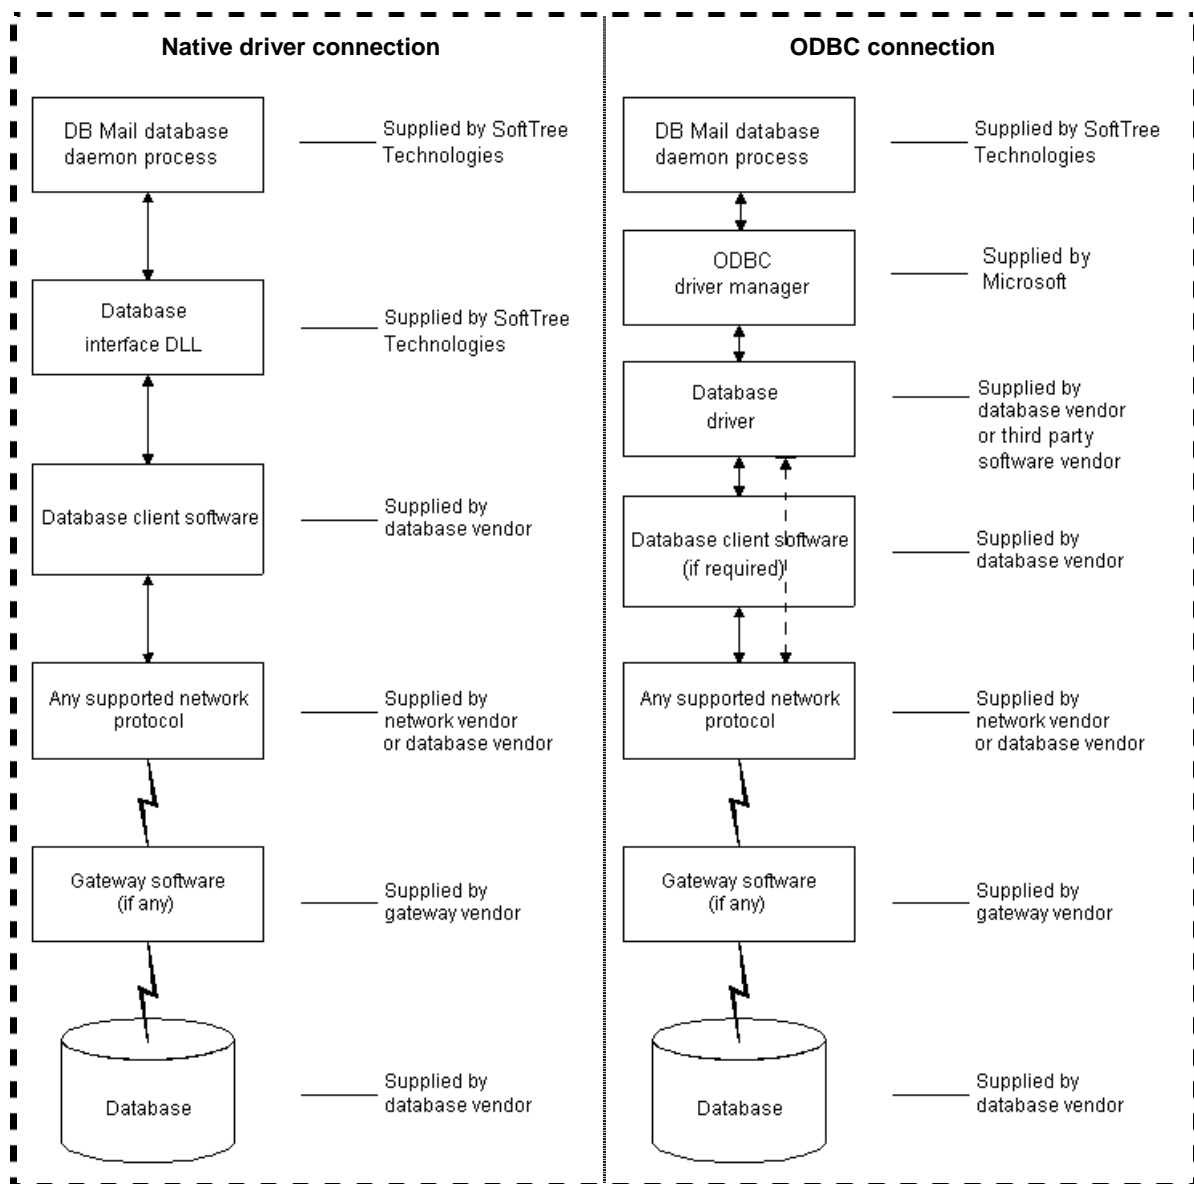 Native driver connection
DB Mail database
daemon process
Supplied by SoftTree
Technologies
Database
interface DLL
Supplied by SoftTree
Technologies
Database client software
Supplied by
database vendor
Any supported network
protocol
Supplied by
network vendor
or database vendor
Gateway software
(if any)
Supplied by
gateway vendor
Database
Supplied by
database vendor
ODBC connection
DB Mail database
daemon process
Supplied by SoftTree
Technologies
ODBC
driver manager
Supplied by
Microsoft
Database
driver
Supplied by
database vendor
or third party
software vendor
Database client software
(if required)
Supplied by
database vendor
Any supported network
protocol
Supplied by
network vendor
or database vendor
Gateway software
(if any)
Supplied by
gateway vendor
Database
Supplied by
database vendor